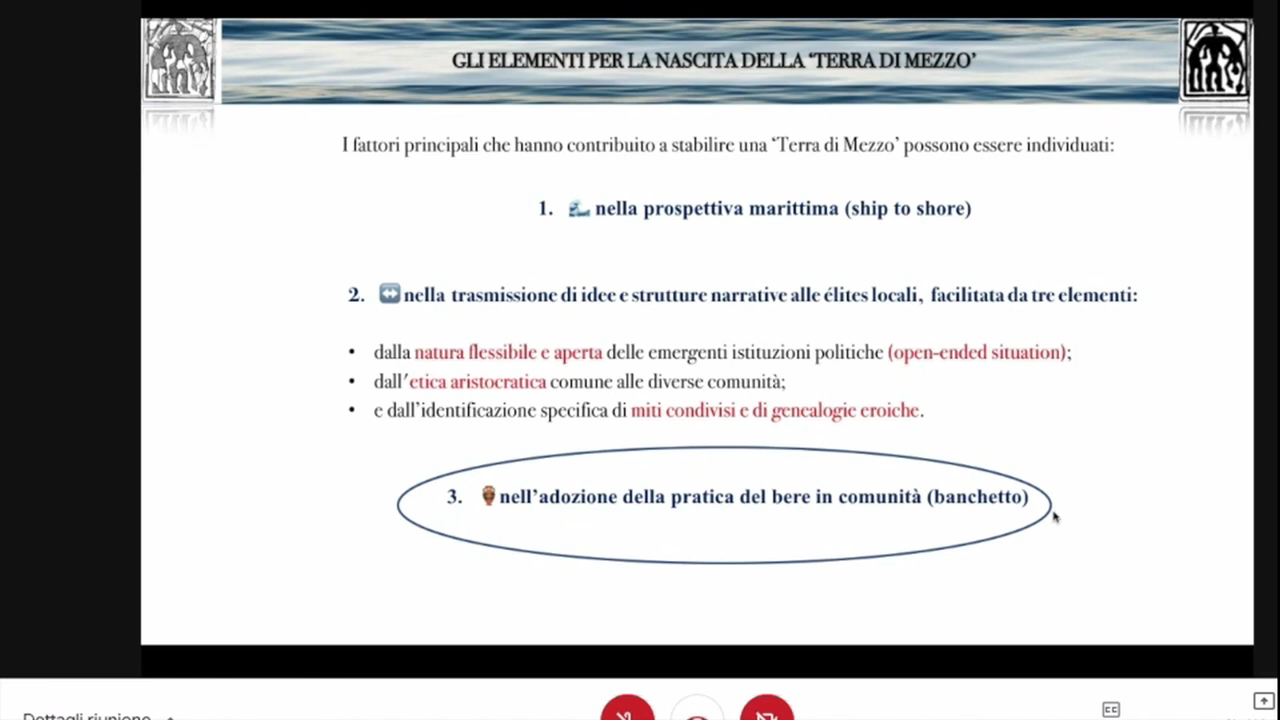 GLI ELEMENTI PER LA NASCITA DELLA ‘TERRA DI MEZZO’
I fattori principali che hanno contribuito a stabilire una ‘Terra di Mezzo’ possono essere individuati:
1. nella prospettiva marittima (ship to shore)
2. nella trasmissione di idee e strutture narrative alle élites locali, facilitata da tre elementi:
• dalla natura flessibile e aperta delle emergenti istituzioni politiche (open-ended situation);
• dall'etica aristocratica comune alle diverse comunità;
• e dall’identificazione specifica di miti condivisi e di genealogie eroiche.
3. nell’adozione della pratica del bere in comunità (banchetto)
Dettagli riunione
CC